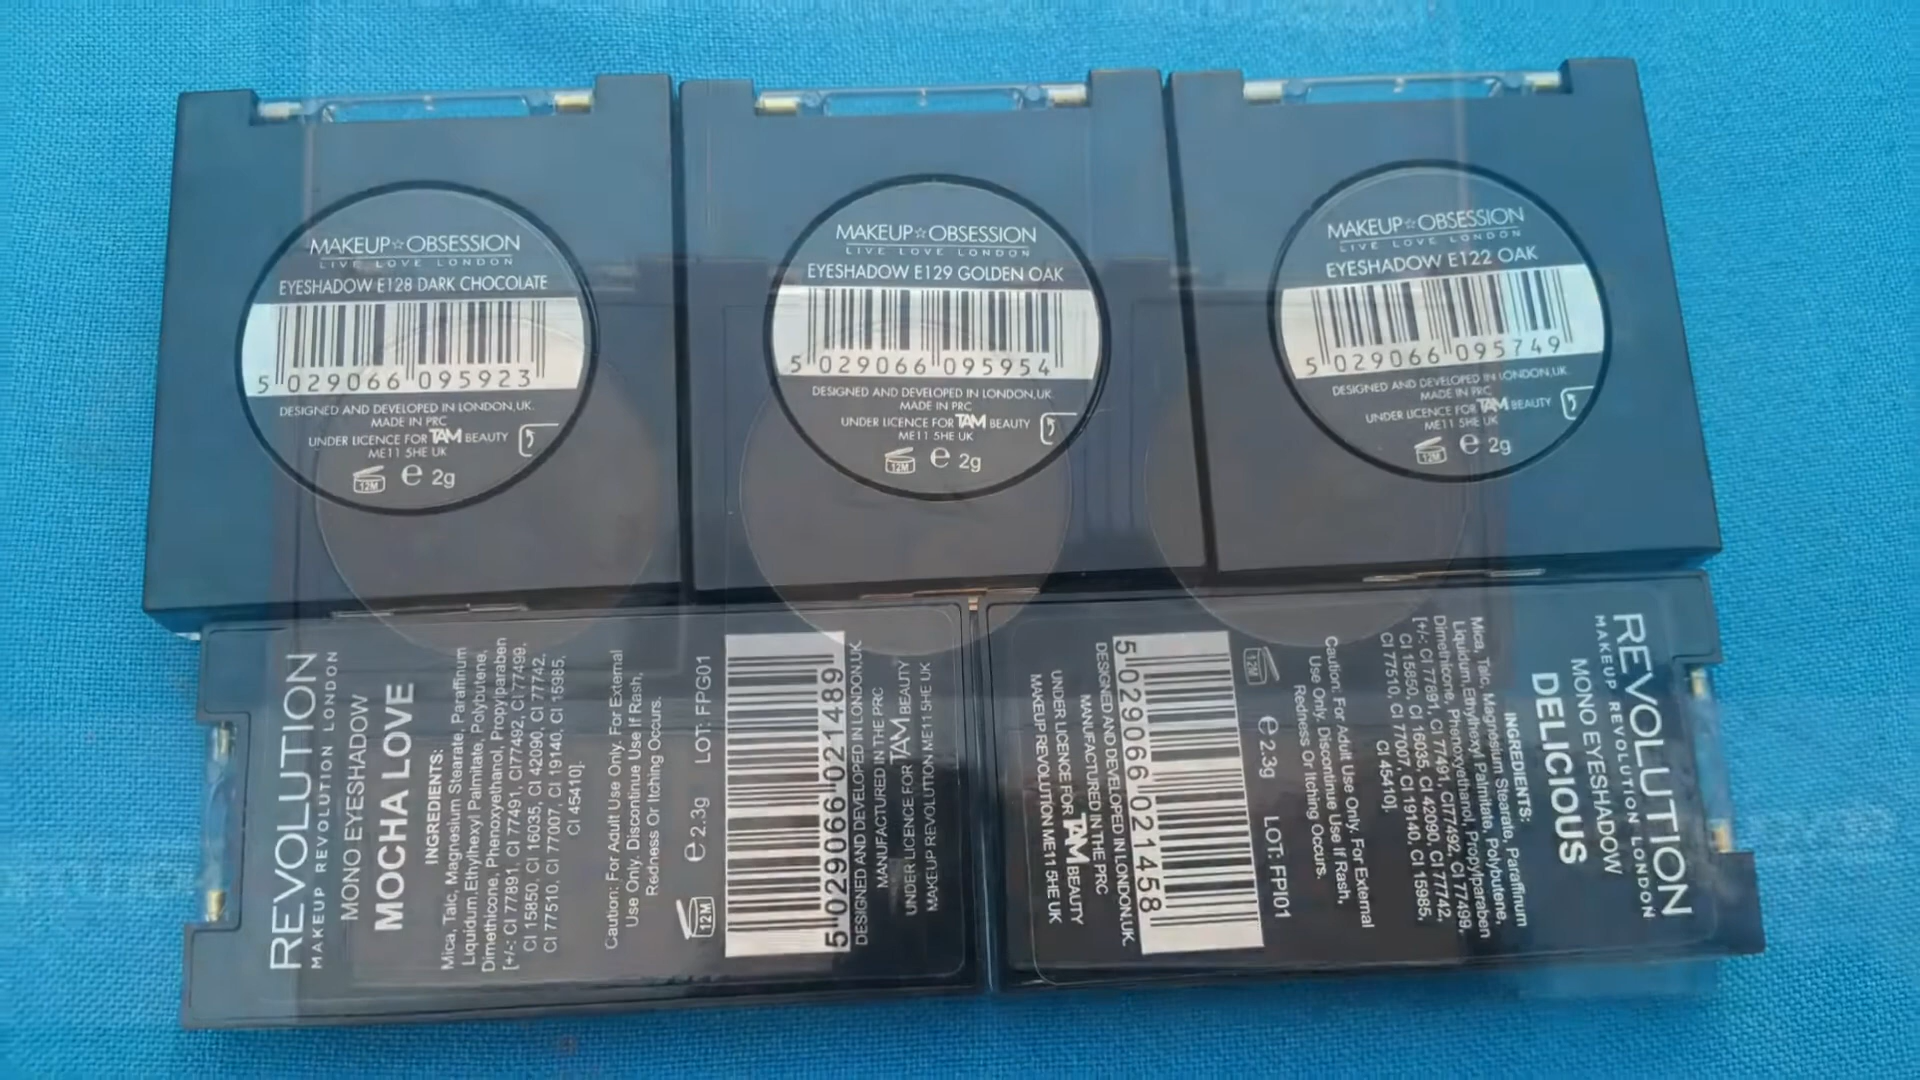 MAKEUP☆OBSESSION
LIVE LOVE LONDON
EYESHADOW E128 DARK CHOCOLATE
5 029066 095923
DESIGNED AND DEVELOPED IN LONDON,UK.
MADE IN PRC
UNDER LICENCE FOR TAM BEAUTY
ME11 5HE UK
12M e 2g
MAKEUP☆OBSESSION
LIVE LOVE LONDON
EYESHADOW E129 GOLDEN OAK
5 029066 095954
DESIGNED AND DEVELOPED IN LONDON,UK.
MADE IN PRC
UNDER LICENCE FOR TAM BEAUTY
ME11 5HE UK
12M e 2g
MAKEUP☆OBSESSION
LIVE LOVE LONDON
EYESHADOW E122 OAK
5 029066 095749
DESIGNED AND DEVELOPED IN LONDON,UK.
MADE IN PRC
UNDER LICENCE FOR TAM BEAUTY
ME11 5HE UK
12M e 2g
REVOLUTION
MAKEUP REVOLUTION LONDON
MONO EYESHADOW
MOCHA LOVE
INGREDIENTS:
Mica, Talc, Magnesium Stearate, Paraffinum
Liquidum, Ethylhexyl Palmitate, Polybutene,
Dimethicone, Phenoxyethanol, Propylparaben
[+/-: CI 77891, CI 77491, CI77492, CI 77499,
CI 15850, CI 16035, CI 42090, CI 77742,
CI 77510, CI 77007, CI 19140, CI 15985,
CI 45410].
Caution: For Adult Use Only. For External
Use Only. Discontinue Use If Rash,
Redness Or Itching Occurs.
12M e 2.3g LOT: FPG01
5 029066 021489
DESIGNED AND DEVELOPED IN LONDON.UK
MANUFACTURED IN THE PRC
UNDER LICENCE FOR TAM BEAUTY
MAKEUP REVOLUTION ME11 5HE UK
REVOLUTION
MAKEUP REVOLUTION LONDON
MONO EYESHADOW
DELICIOUS
INGREDIENTS:
Mica, Talc, Magnesium Stearate, Paraffinum
Liquidum, Ethylhexyl Palmitate, Polybutene,
Dimethicone, Phenoxyethanol, Propylparaben
[+/-: CI 77891, CI 77491, CI77492, CI 77499,
CI 15850, CI 16035, CI 42090, CI 77742,
CI 77510, CI 77007, CI 19140, CI 15985,
CI 45410].
Caution: For Adult Use Only. For External
Use Only. Discontinue Use If Rash,
Redness Or Itching Occurs.
12M e 2.3g LOT: FPI01
5 029066 021458
DESIGNED AND DEVELOPED IN LONDON.UK.
MANUFACTURED IN THE PRC
UNDER LICENCE FOR TAM BEAUTY
MAKEUP REVOLUTION ME11 5HE UK